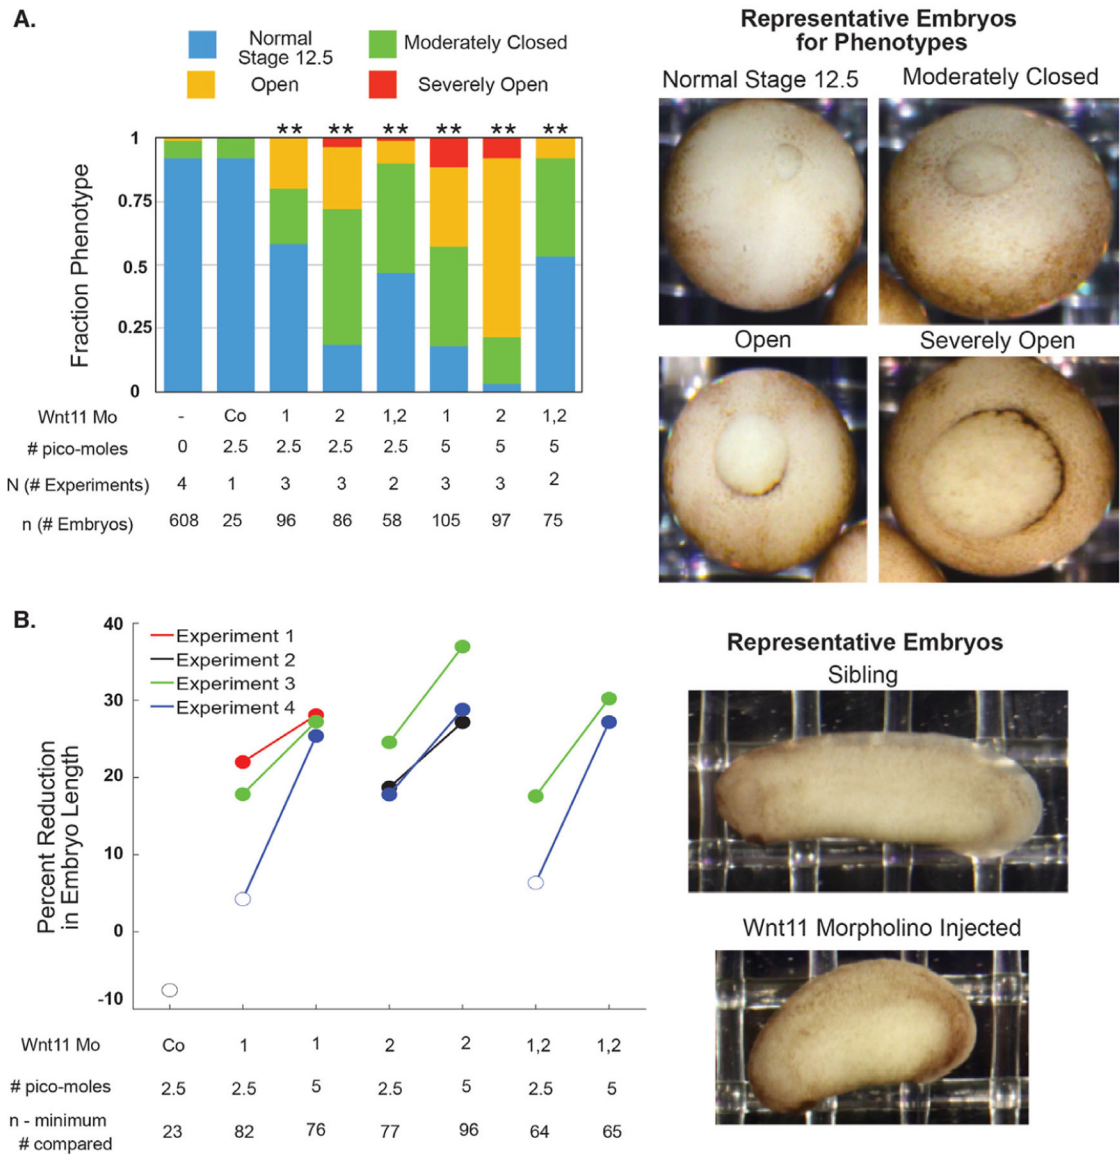 A.
Normal
Stage 12.5
Moderately Closed
Open
Severely Open
** ** ** ** ** **
1
0.75
0.5
0.25
0
Fraction Phenotype
Wnt11 Mo - Co 1 2 1,2 1 2 1,2
# pico-moles 0 2.5 2.5 2.5 2.5 5 5 5
N (# Experiments) 4 1 3 3 2 3 3 2
n (# Embryos) 608 25 96 86 58 105 97 75
Representative Embryos
for Phenotypes
Normal Stage 12.5
Moderately Closed
Open
Severely Open
B.
40
30
20
10
0
-10
Percent Reduction
in Embryo Length
Experiment 1
Experiment 2
Experiment 3
Experiment 4
Wnt11 Mo Co 1 1 2 2 1,2 1,2
# pico-moles 2.5 2.5 5 2.5 5 2.5 5
n - minimum
# compared 23 82 76 77 96 64 65
Representative Embryos
Sibling
Wnt11 Morpholino Injected